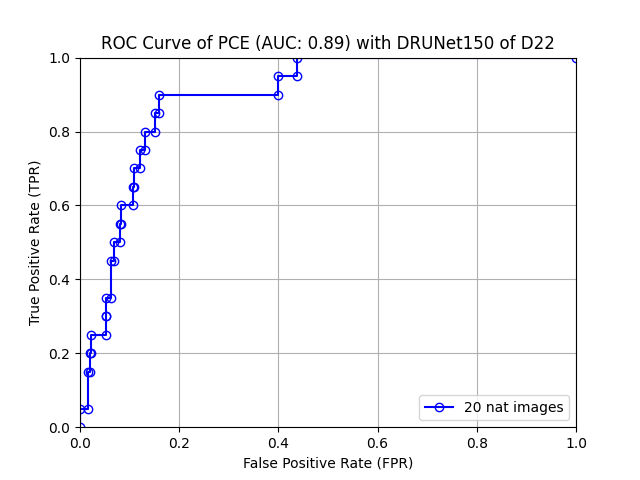 ROC Curve of PCE (AUC: 0.89) with DRUNet150 of D22
True Positive Rate (TPR)
1.0
0.8
0.6
0.4
0.2
0.0
20 nat images
0.0 0.2 0.4 0.6 0.8 1.0
False Positive Rate (FPR)